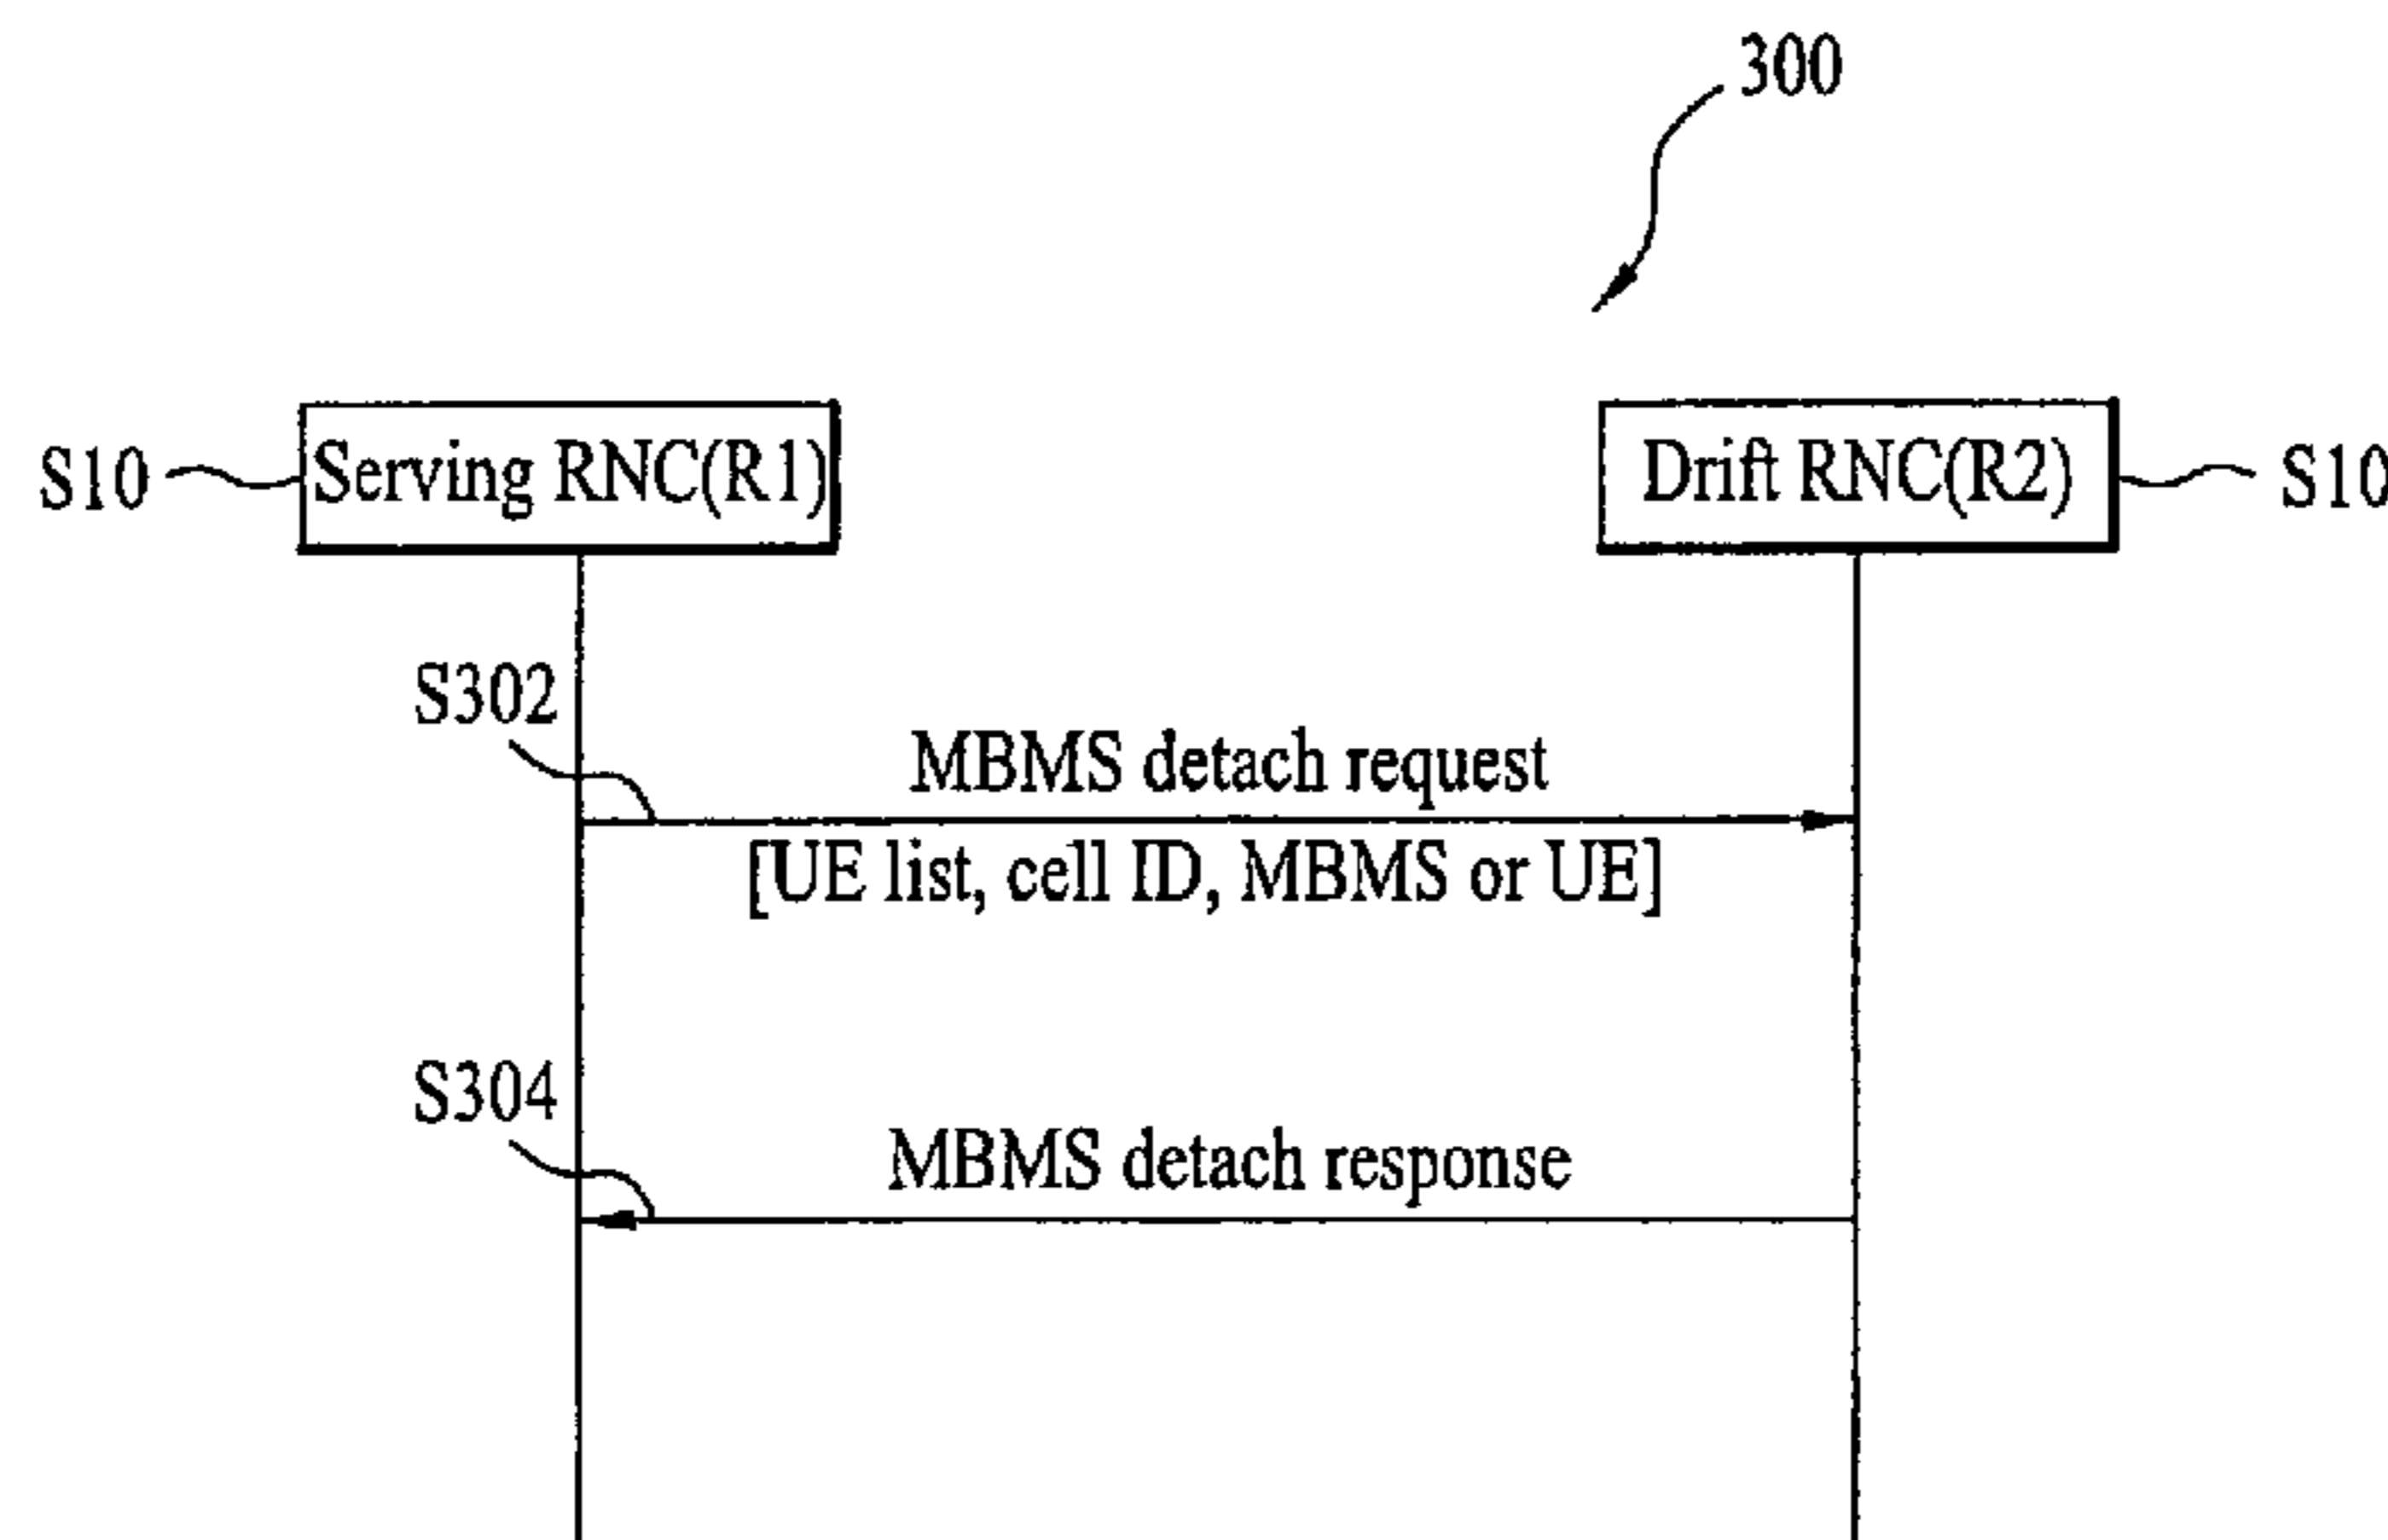 300
S10
Serving RNC(R1)
Drift RNC(R2)
S10
S302
MBMS detach request
[UE list, cell ID, MBMS or UE]
S304
MBMS detach response